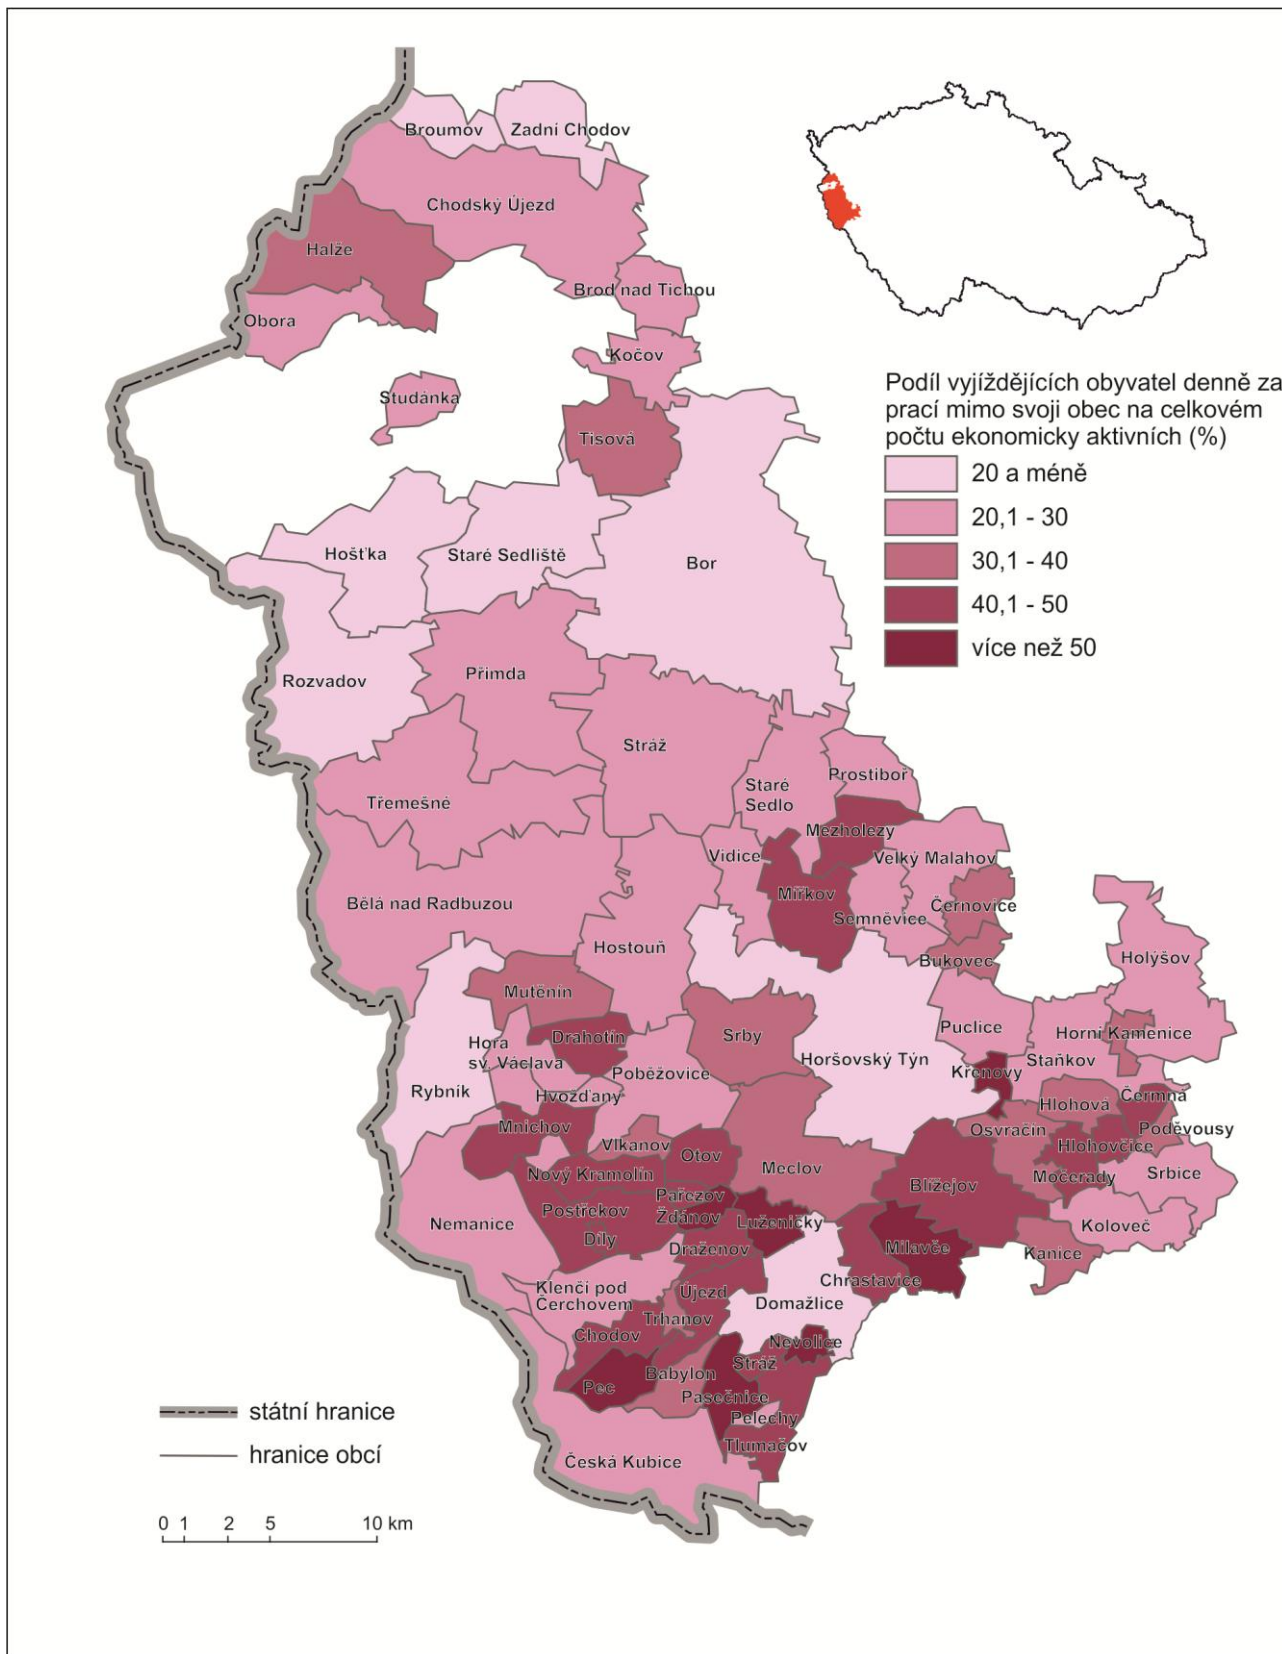 Broumov
Zadní Chodov
Chodský Újezd
Halže
Brod nad Tichou
Obora
Kočov
Studánka
Tisová
Podíl vyjíždějících obyvatel denně za
prací mimo svoji obec na celkovém
počtu ekonomicky aktivních (%)
20 a méně
20,1 - 30
30,1 - 40
40,1 - 50
více než 50
Hošťka
Staré Sedliště
Bor
Rozvadov
Přimda
Stráž
Staré
Sedlo
Prostiboř
Třemešné
Mezholezy
Vidice
Velký Malahov
Mířkov
Semněvice
Černovice
Bělá nad Radbuzou
Hostouň
Bukovec
Holýšov
Mutěnín
Puclice
Horní Kamenice
Drahotín
Srby
Hora
sv. Václava
Horšovský Týn
Staňkov
Křenovy
Poběžovice
Rybník
Hvožďany
Hlohová
Čermná
Mnichov
Osvračín
Poděvousy
Vlkanov
Otov
Hlohovčice
Meclov
Nový Kramolín
Močerady
Srbice
Blížejov
Pařezov
Postřekov
Ždánov
Luženičky
Nemanice
Koloveč
Díly
Draženov
Milavče
Kanice
Klenčí pod
Čerchovem
Újezd
Chrastavice
Domažlice
Trhanov
Chodov
Nevolice
Stráž
Babylon
Pec
Pasečnice
Pelechy
Tlumačov
Česká Kubice
státní hranice
hranice obcí
0 1 2 5 10 km